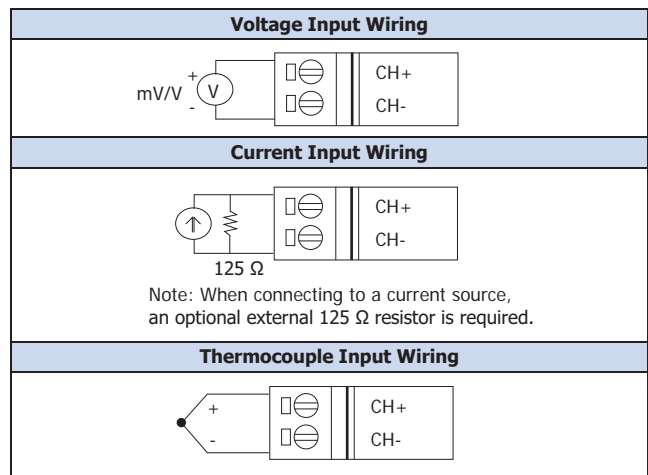 Voltage Input Wiring
+
mV/V
V
-
CH+
CH-
Current Input Wiring
CH+
CH-
125 Ω
Note: When connecting to a current source,
an optional external 125 Ω resistor is required.
Thermocouple Input Wiring
+
-
CH+
CH-